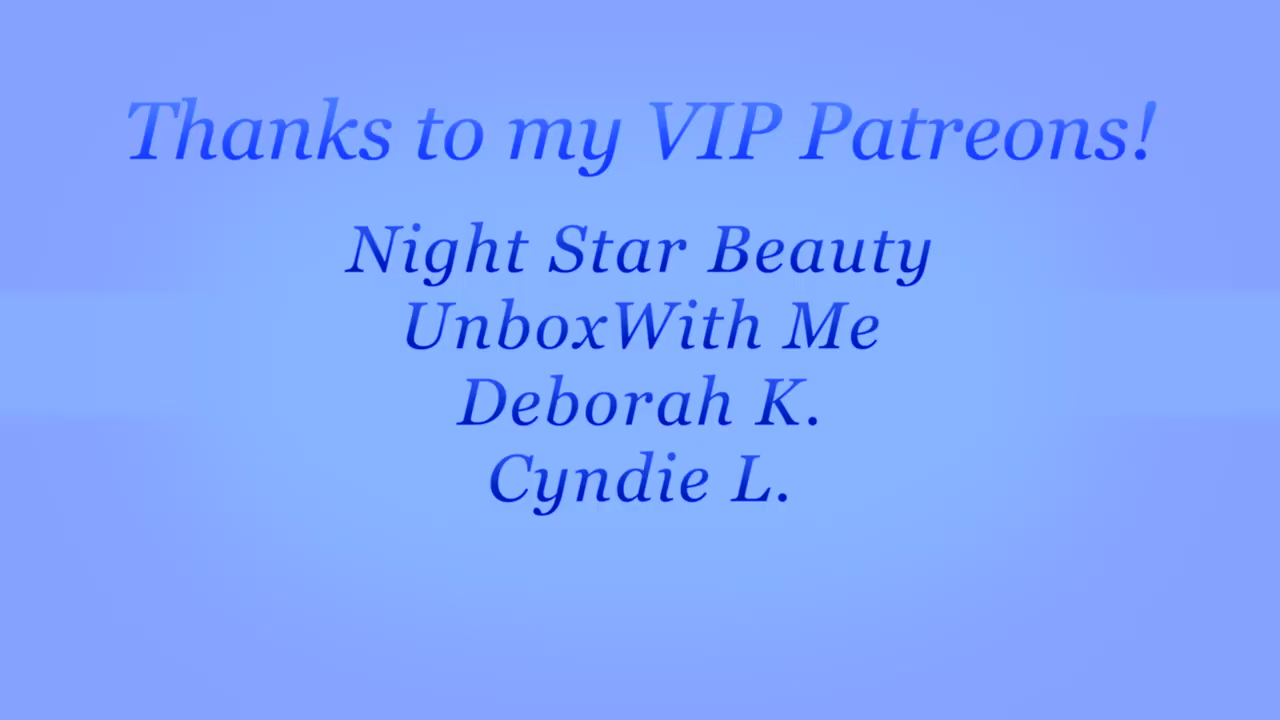 Thanks to my VIP Patreons!
Night Star Beauty
UnboxWith Me
Deborah K.
Cyndie L.